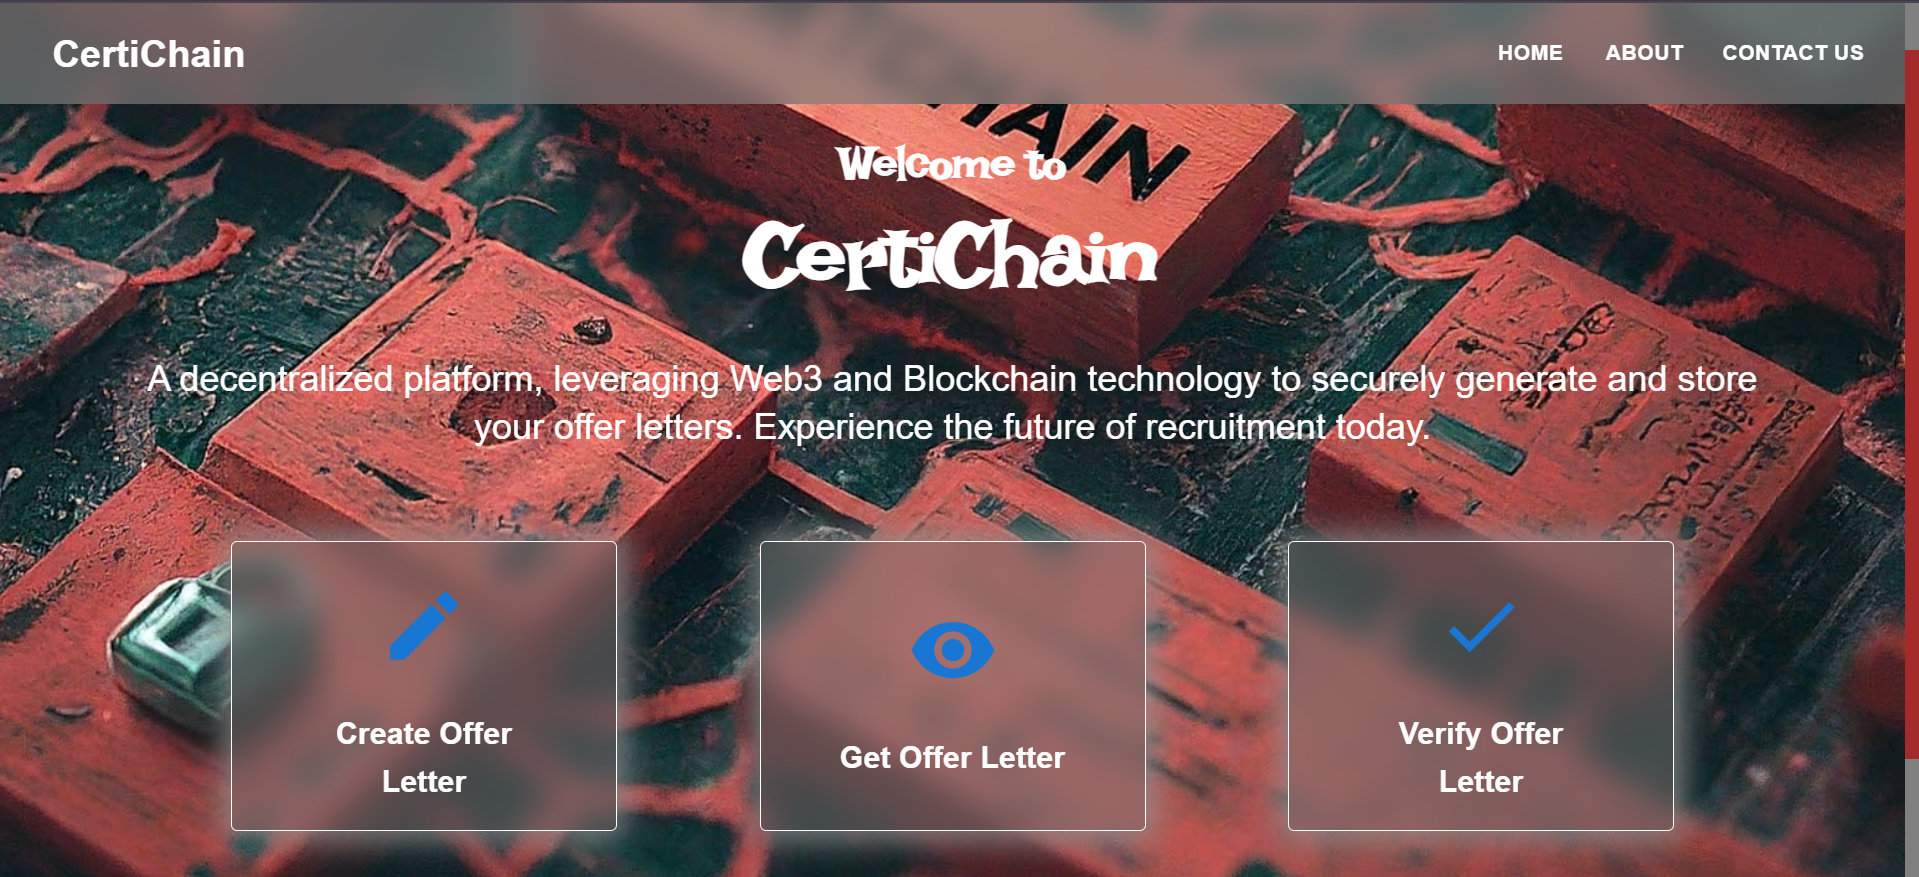 CertiChain
HOME ABOUT CONTACT US
HAIN
Welcome to
CertiChain
A decentralized platform, leveraging Web3 and Blockchain technology to securely generate and store
your offer letters. Experience the future of recruitment today.
Create Offer
Letter
Get Offer Letter
Verify Offer
Letter